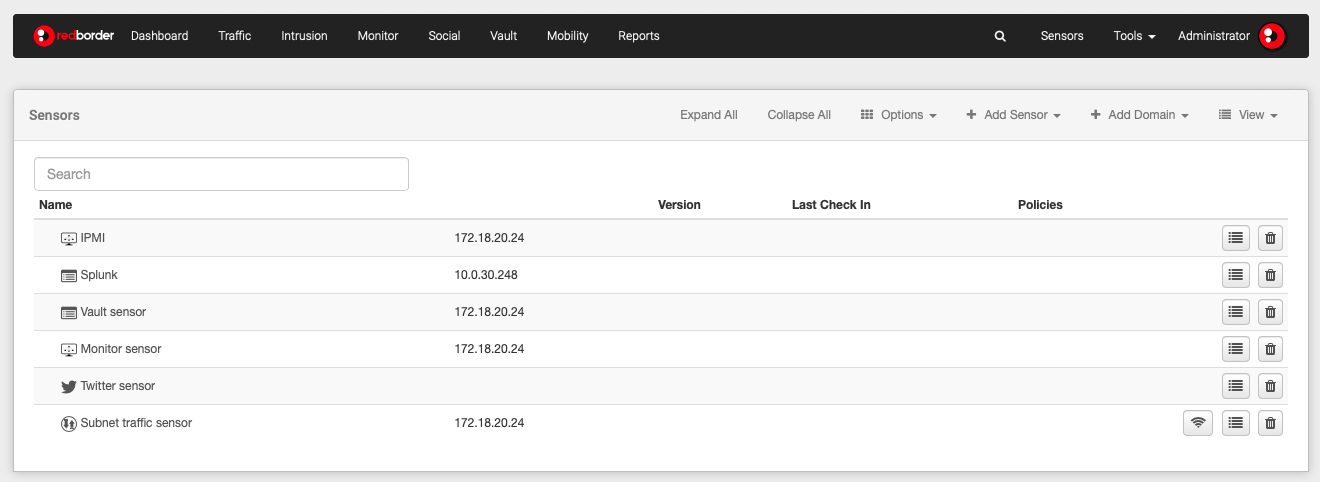 redborder Dashboard Traffic Intrusion Monitor Social Vault Mobility Reports Sensors Tools Administrator
Sensors Expand All Collapse All Options Add Sensor Add Domain View
Search
Name Version Last Check In Policies
IPMI 172.18.20.24
Splunk 10.0.30.248
Vault sensor 172.18.20.24
Monitor sensor 172.18.20.24
Twitter sensor
Subnet traffic sensor 172.18.20.24